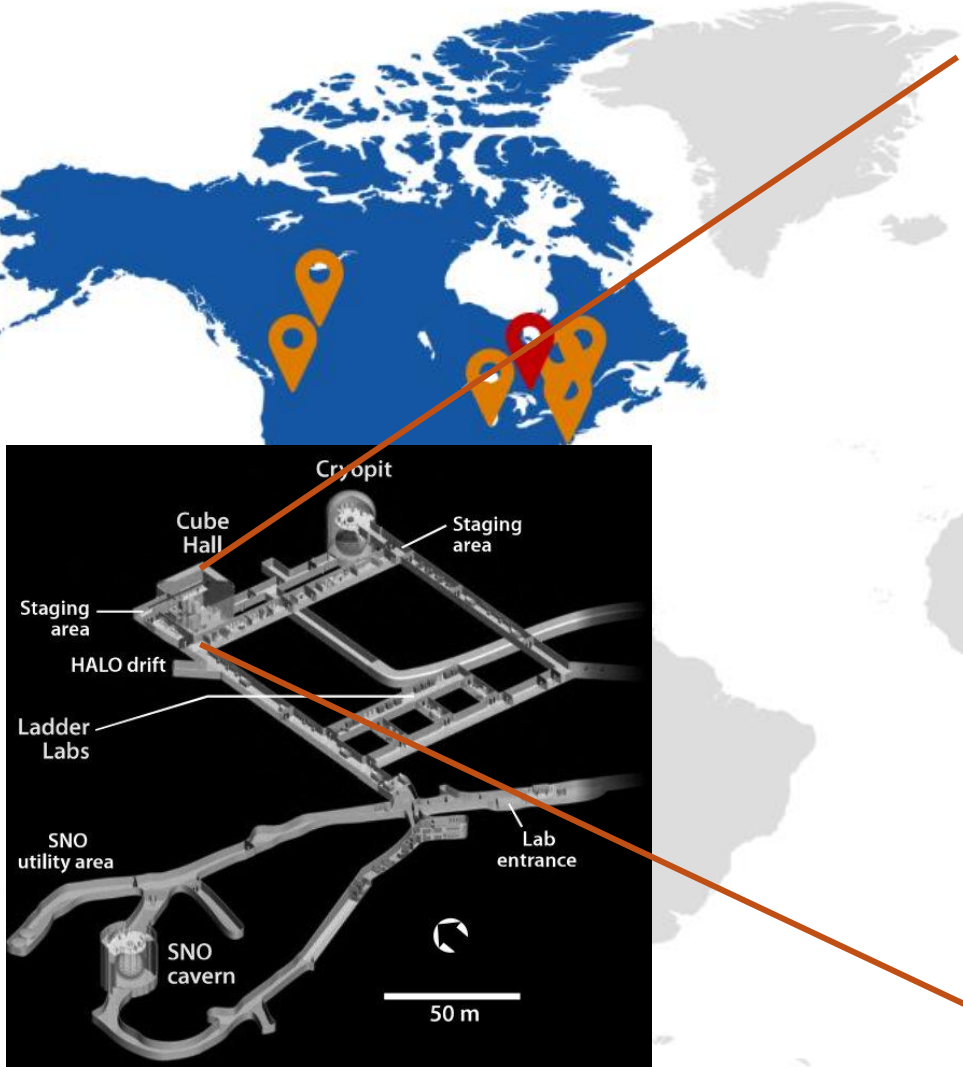 Cryopit
Cube
Hall
Staging
area
Staging
area
HALO drift
Ladder
Labs
SNO
utility area
Lab
entrance
SNO
cavern
50 m